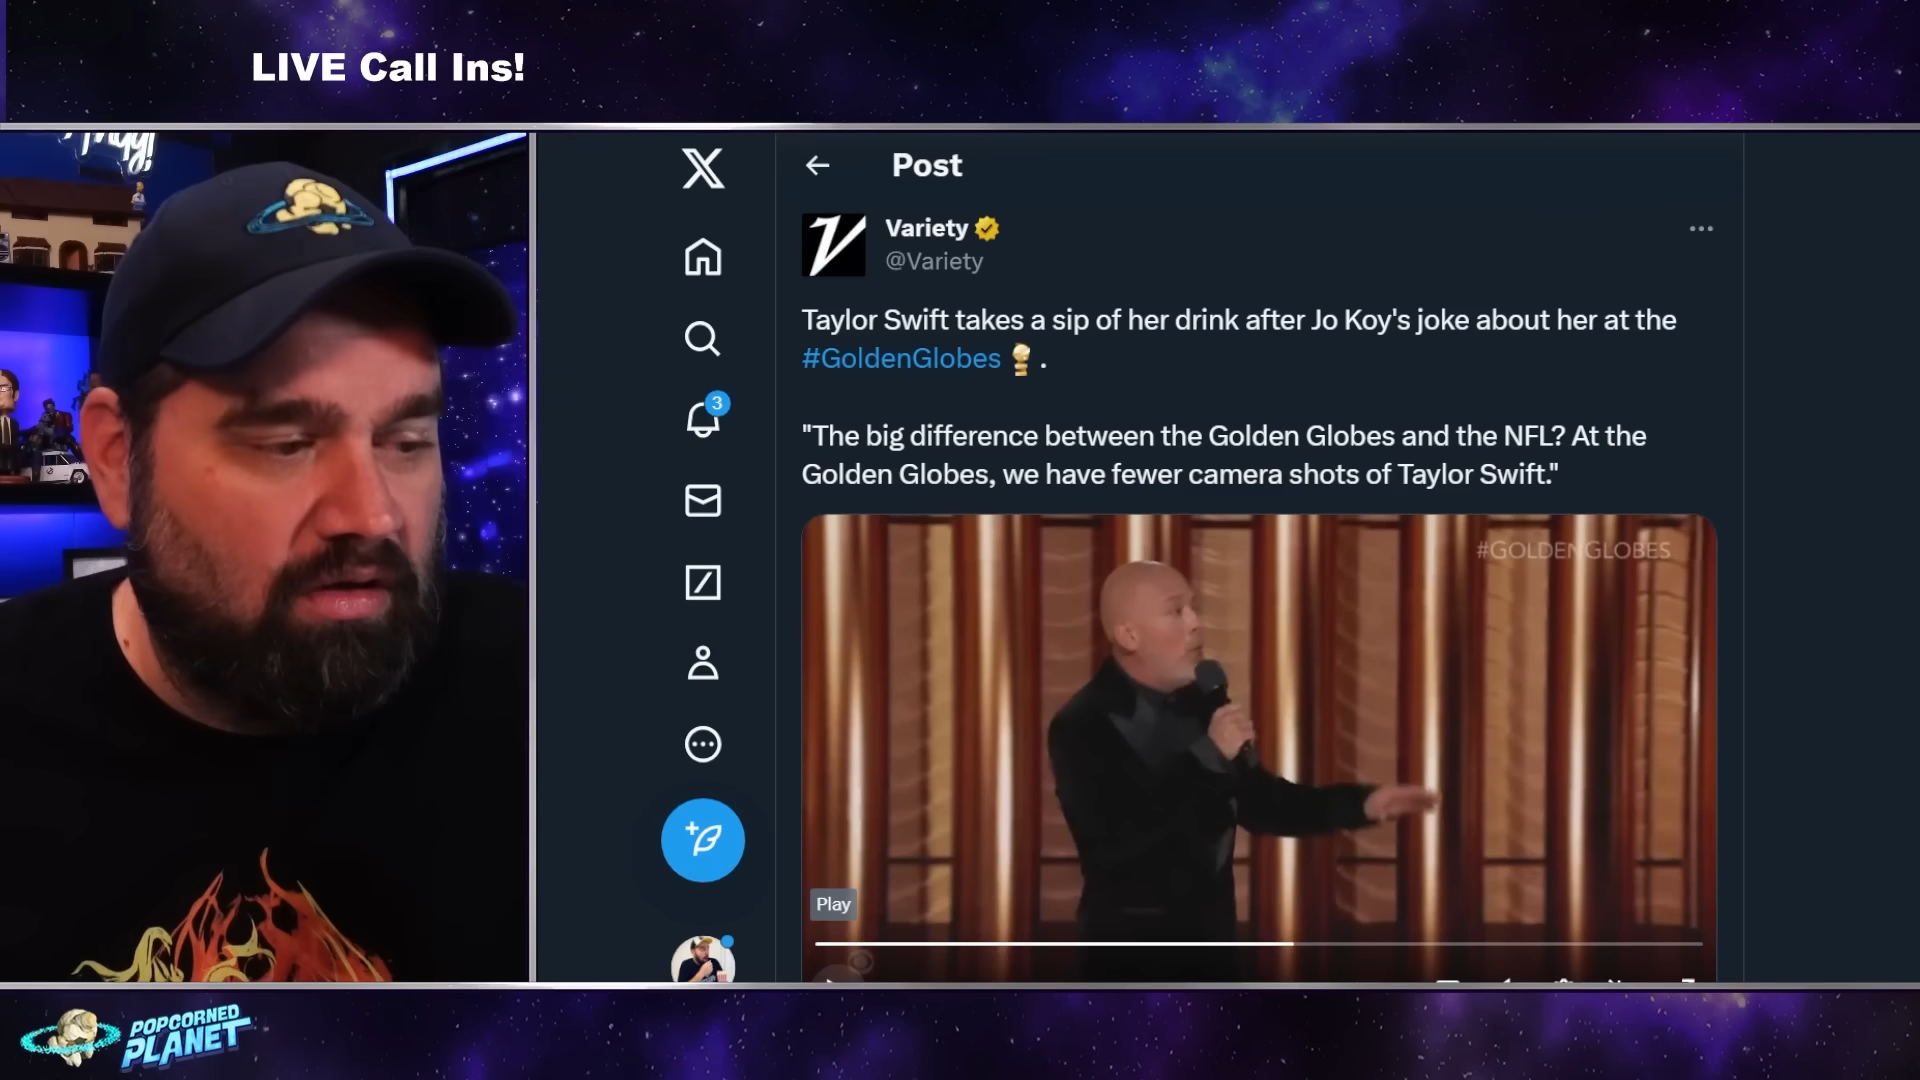 LIVE Call Ins!
Post
Variety
@Variety
Taylor Swift takes a sip of her drink after Jo Koy's joke about her at the
#GoldenGlobes .
3
"The big difference between the Golden Globes and the NFL? At the
Golden Globes, we have fewer camera shots of Taylor Swift."
#GOLDEN GLOBES
Play
POPCORNED
PLANET